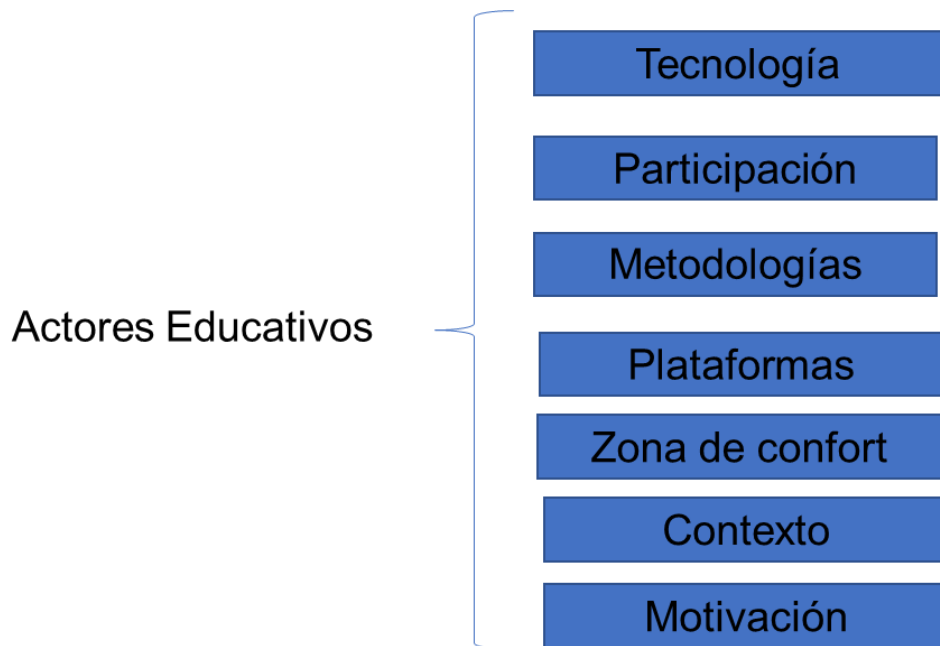 Tecnología
Participación
Metodologías
Actores Educativos
Plataformas
Zona de confort
Contexto
Motivación